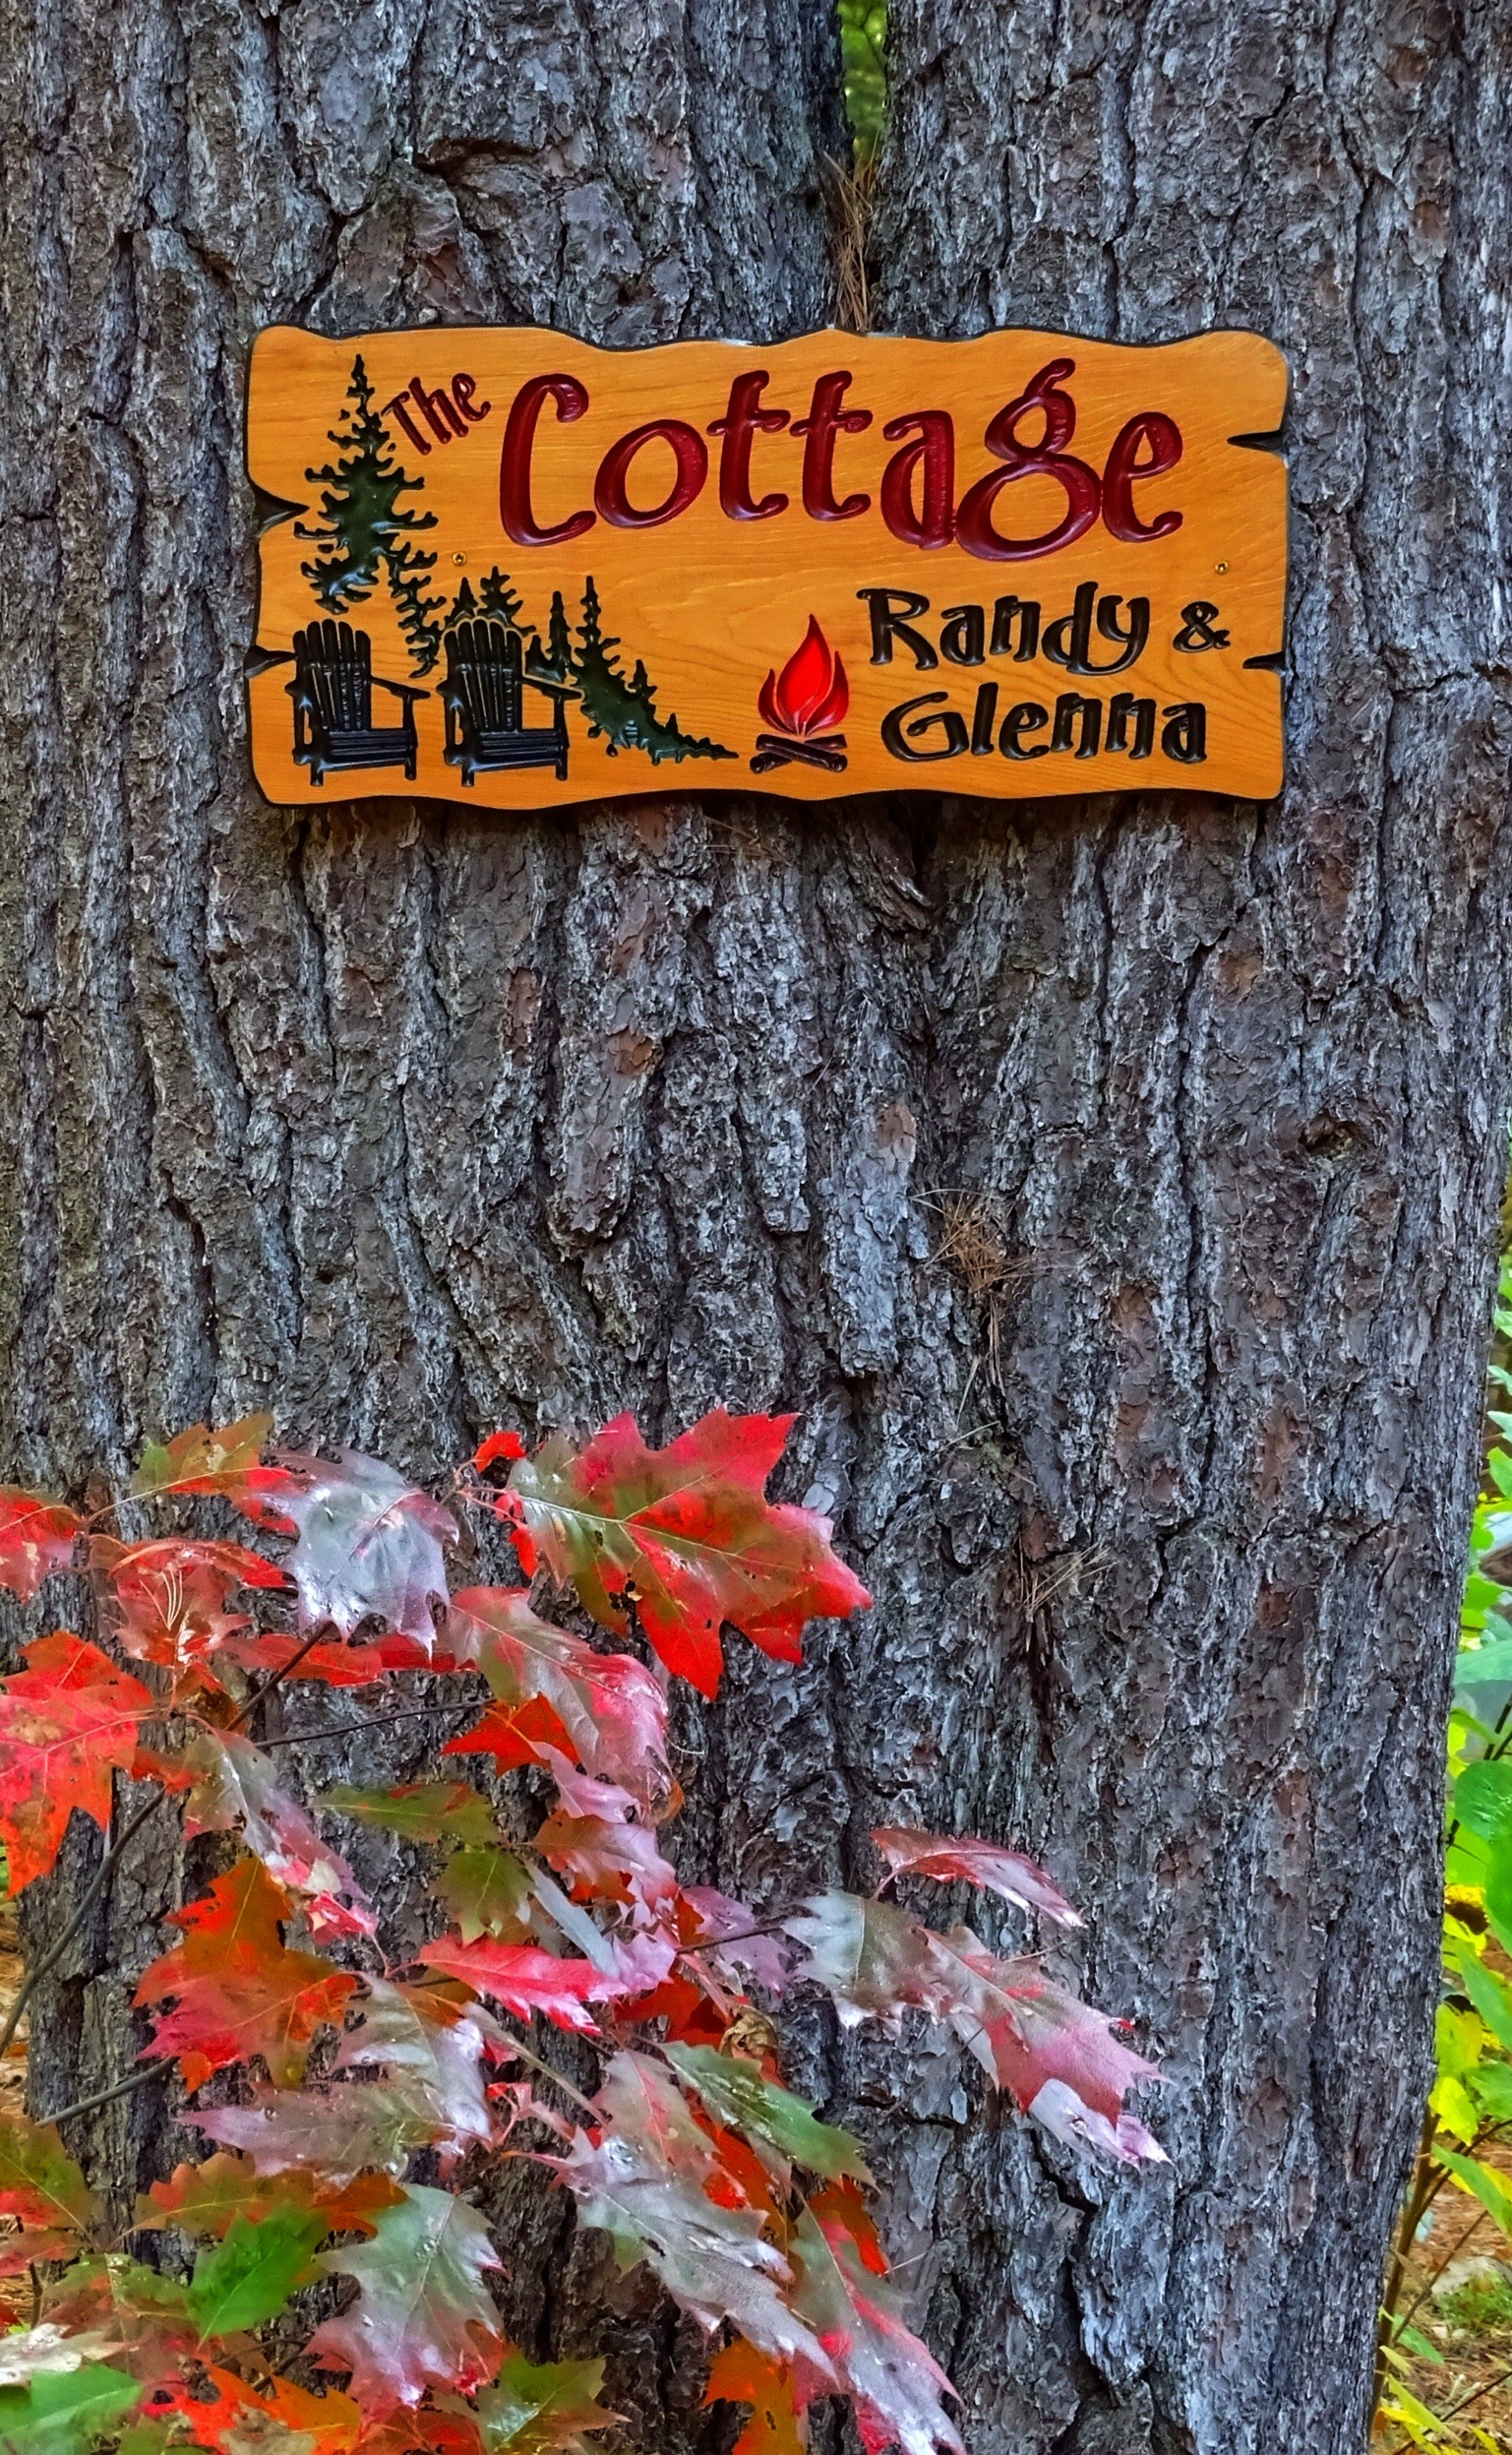 The Cottage
Randy &
Glenna